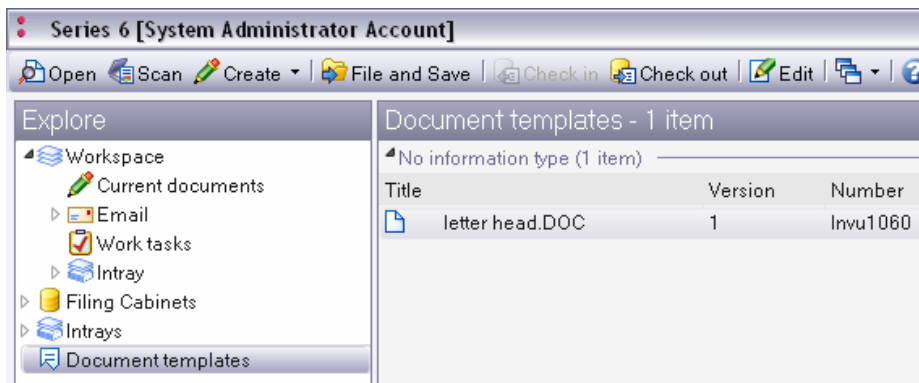 Series 6 [System Administrator Account]
Open Scan Create File and Save Check in Check out Edit
Explore
Workspace
Current documents
Email
Work tasks
Intray
Filing Cabinets
Intrays
Document templates
Document templates - 1 item
No information type (1 item)
Title Version Number
letter head.DOC 1 Invu1060